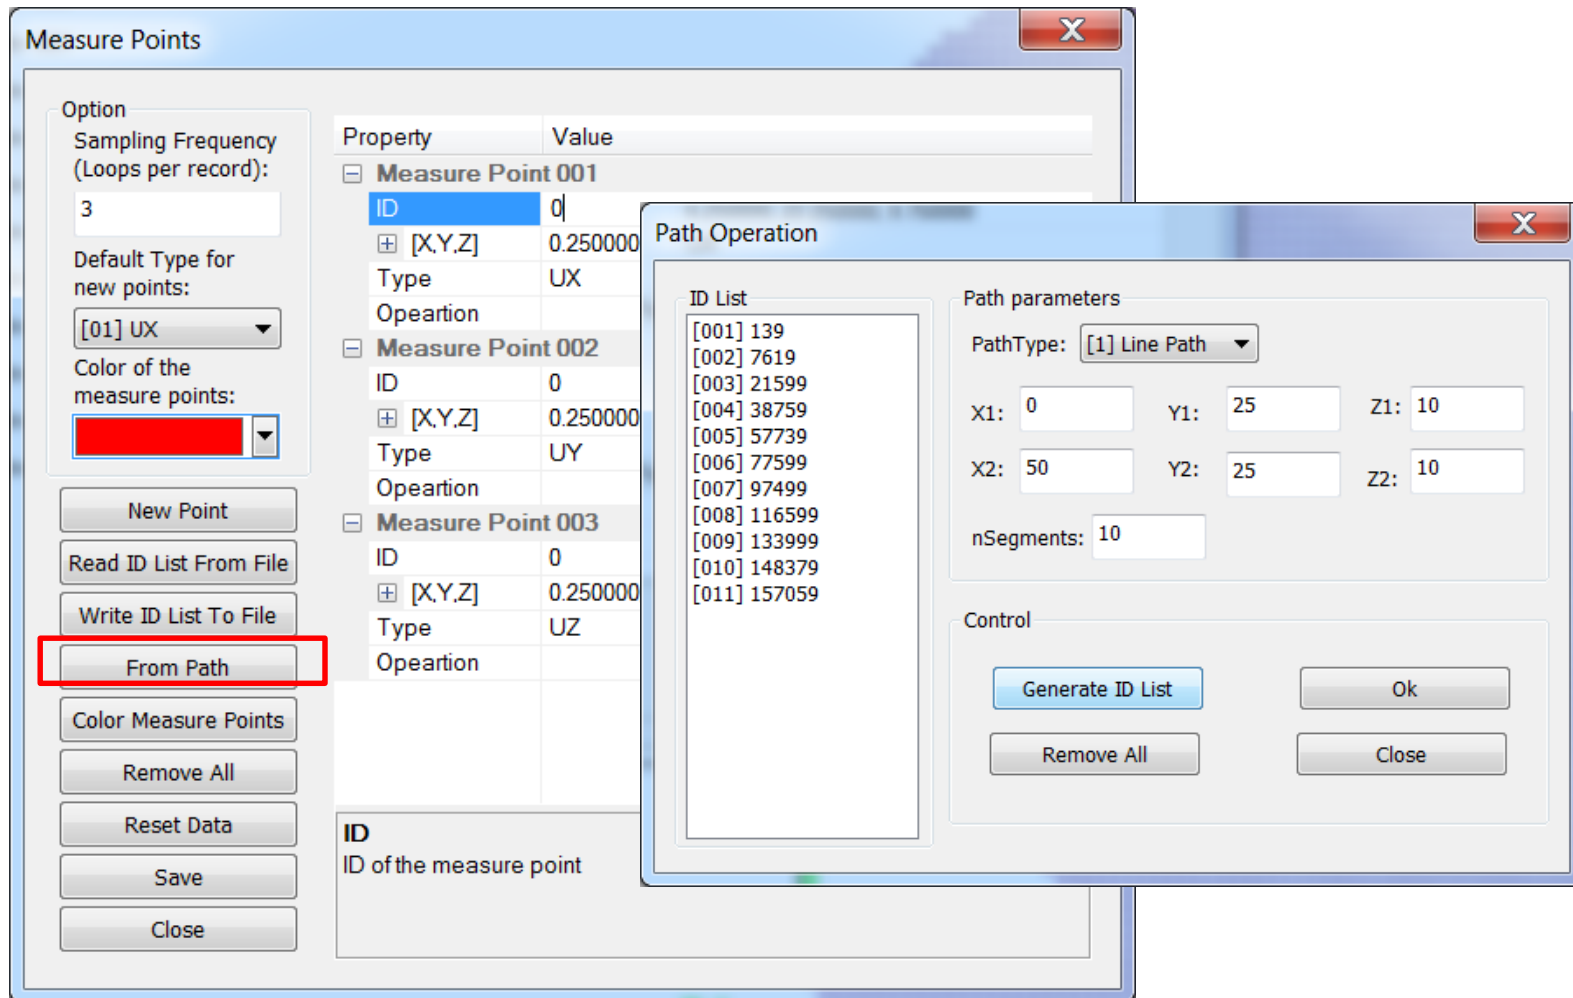 Measure Points
Option
Sampling Frequency
(Loops per record):
3
Default Type for
new points:
[01] UX
Color of the
measure points:
New Point
Read ID List From File
Write ID List To File
From Path
Color Measure Points
Remove All
Reset Data
Save
Close
Property Value
Measure Point 001
ID 0
[X,Y,Z] 0.250000
Type UX
Opeartion
Measure Point 002
ID 0
[X,Y,Z] 0.250000
Type UY
Opeartion
Measure Point 003
ID 0
[X,Y,Z] 0.250000
Type UZ
Opeartion
ID
ID of the measure point
Path Operation
ID List
[001] 139
[002] 7619
[003] 21599
[004] 38759
[005] 57739
[006] 77599
[007] 97499
[008] 116599
[009] 133999
[010] 148379
[011] 157059
Path parameters
PathType: [1] Line Path
X1: 0 Y1: 25 Z1: 10
X2: 50 Y2: 25 Z2: 10
nSegments: 10
Control
Generate ID List Ok
Remove All Close